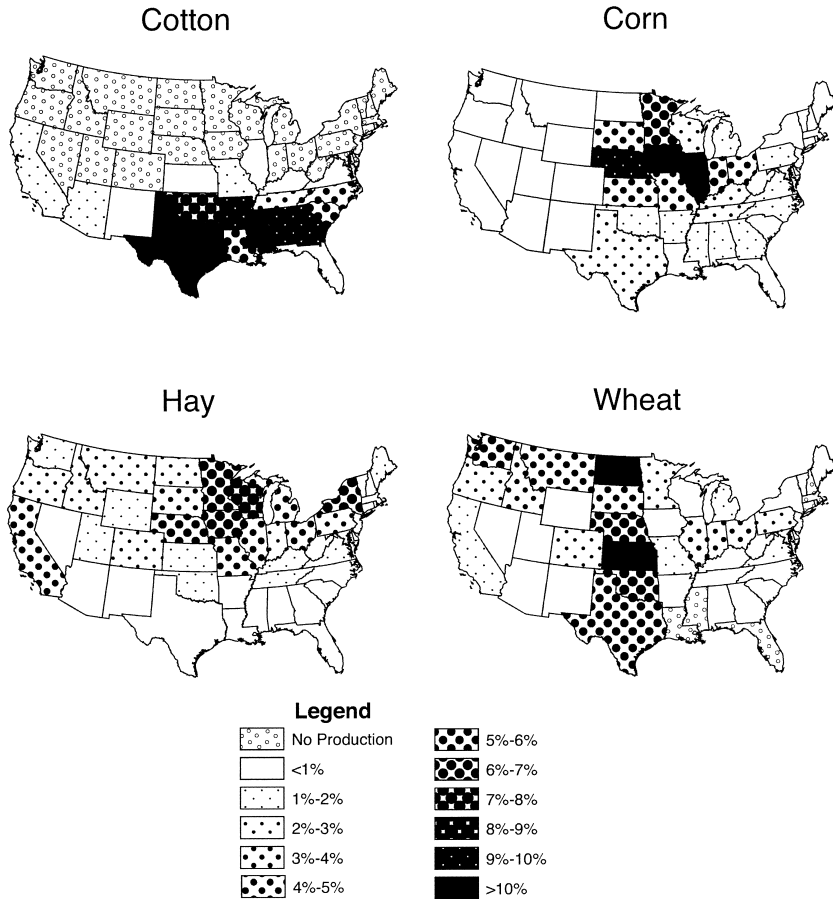 Cotton
Corn
Hay
Wheat
Legend
No Production
<1%
1%-2%
2%-3%
3%-4%
4%-5%
5%-6%
6%-7%
7%-8%
8%-9%
9%-10%
>10%